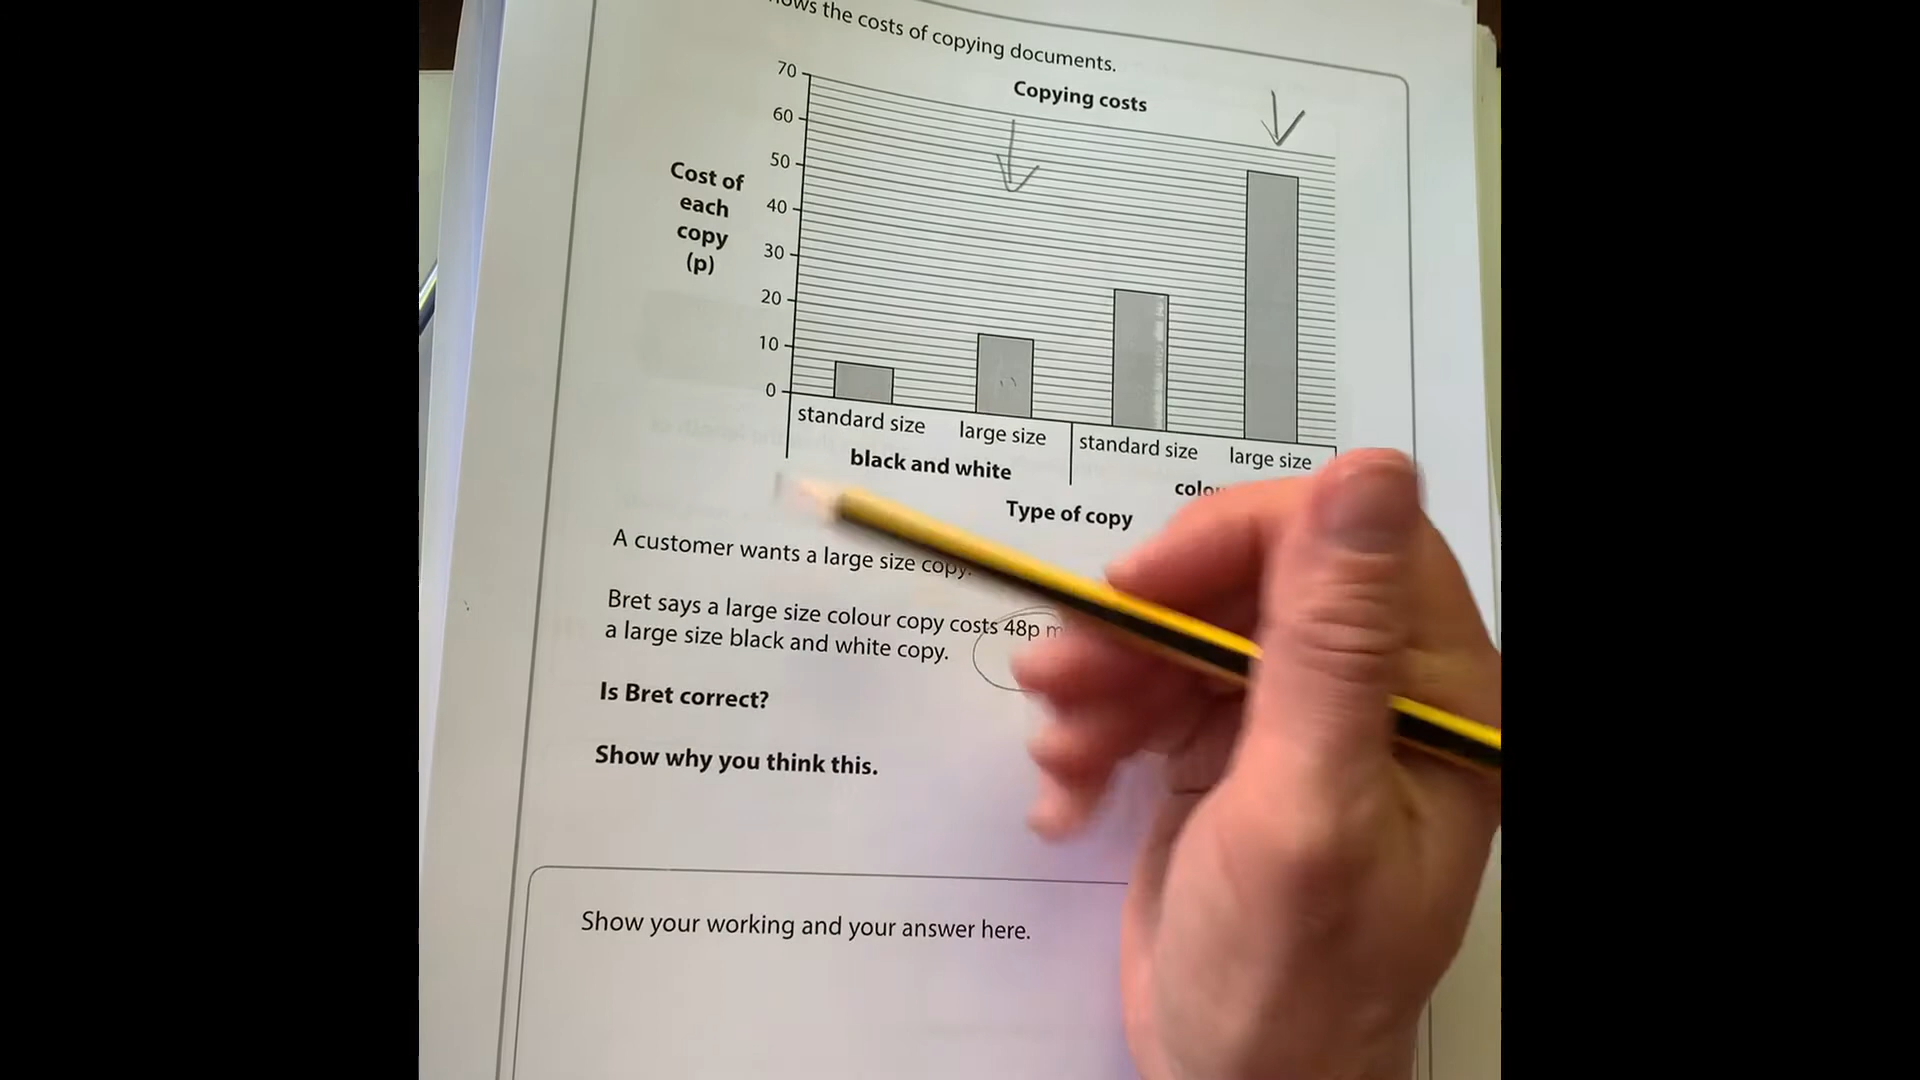 the costs of copying documents.
Copying costs
70
60
50
40
30
20
10
0
Cost of
each
copy
(p)
standard size
large size
standard size
large size
black and white
Type of copy
A customer wants a large size copy.
Bret says a large size colour copy costs 48p
a large size black and white copy.
Is Bret correct?
Show why you think this.
Show your working and your answer here.